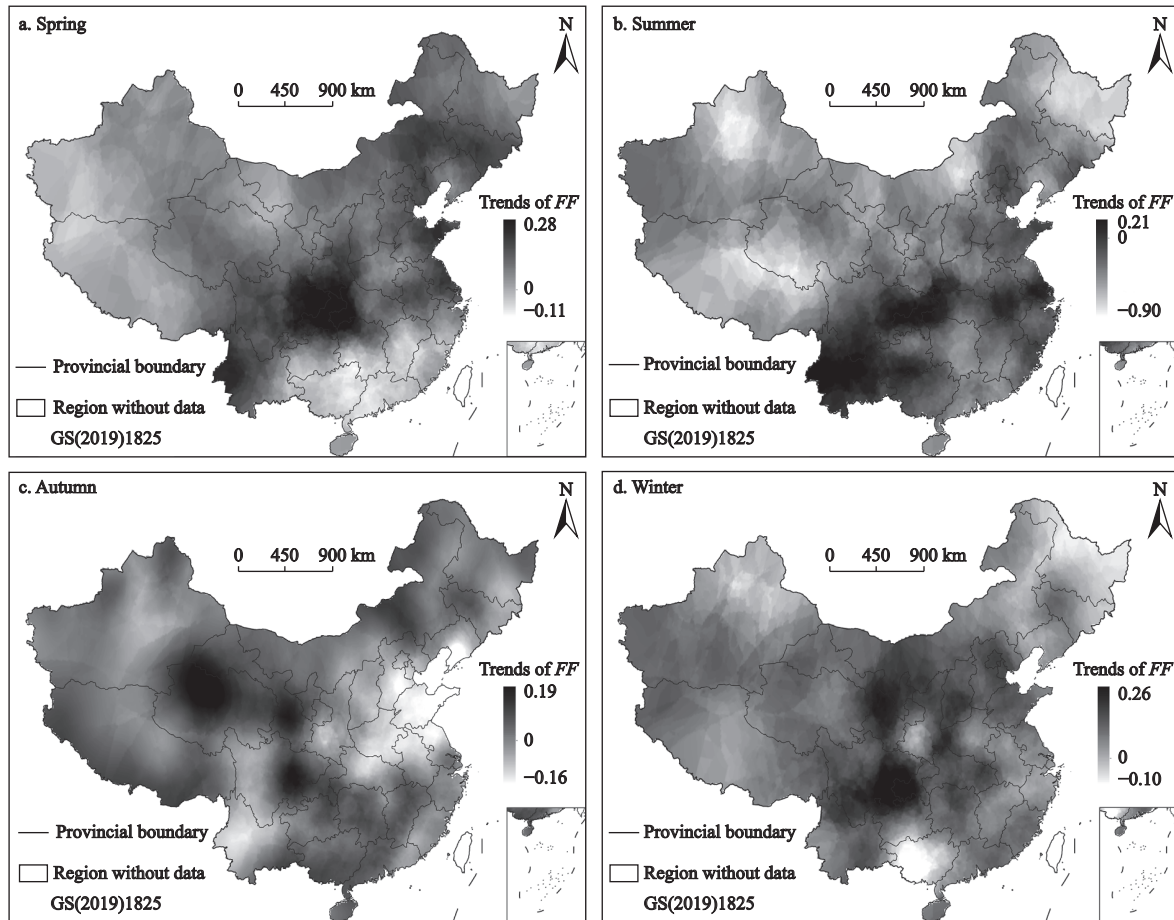 a. Spring
N
0 450 900 km
Trends of FF
0.28
0
−0.11
Provincial boundary
Region without data
GS(2019)1825
b. Summer
N
0 450 900 km
Trends of FF
0.21
0
−0.90
Provincial boundary
Region without data
GS(2019)1825
c. Autumn
N
0 450 900 km
Trends of FF
0.19
0
−0.16
Provincial boundary
Region without data
GS(2019)1825
d. Winter
N
0 450 900 km
Trends of FF
0.26
0
−0.10
Provincial boundary
Region without data
GS(2019)1825